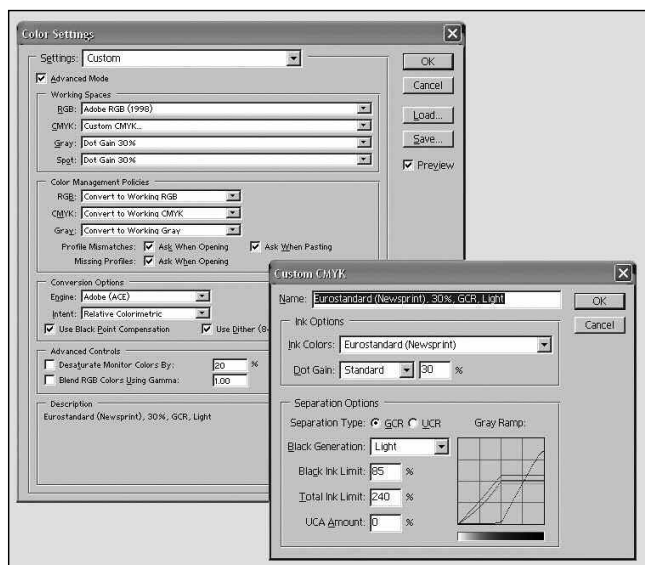 Color Settings
Settings: Custom
OK
Advanced Mode
Cancel
Working Spaces
RGB: Adobe RGB (1998)
Load...
CMYK: Custom CMYK...
Gray: Dot Gain 30%
Save...
Spot: Dot Gain 30%
Preview
Color Management Policies
RGB: Convert to Working RGB
CMYK: Convert to Working CMYK
Gray: Convert to Working Gray
Profile Mismatches: Ask When Opening Ask When Pasting
Missing Profiles: Ask When Opening
Conversion Options
Engine: Adobe (ACE)
Intent: Relative Colorimetric
Use Black Point Compensation Use Dither (8-
Advanced Controls
Desaturate Monitor Colors By: 20 %
Blend RGB Colors Using Gamma: 1.00
Description
Eurostandard (Newsprint), 30%, GCR, Light
Custom CMYK
Name: Eurostandard (Newsprint), 30%, GCR, Light
OK
Ink Options
Cancel
Ink Colors: Eurostandard (Newsprint)
Dot Gain: Standard 30 %
Separation Options
Separation Type: GCR UCR Gray Ramp:
Black Generation: Light
Black Ink Limit: 85 %
Total Ink Limit: 240 %
UCA Amount: 0 %